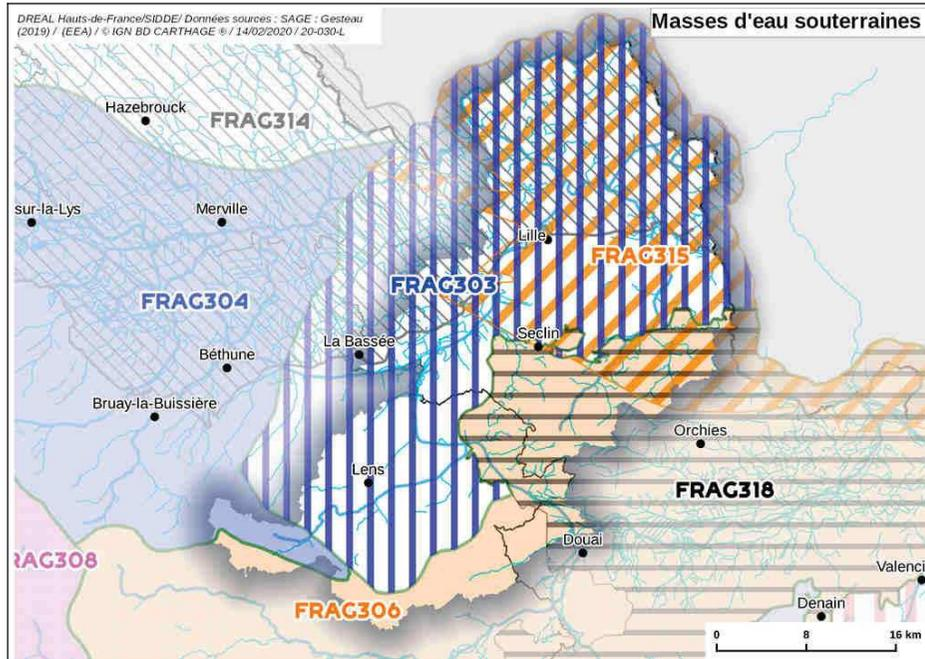 DREAL Hauts-de-France/SIDDE/ Données sources : SAGE : Gesteau
(2019) / (EEA) / © IGN BD CARTHAGE ® / 14/02/2020 / 20-030-L
Masses d'eau souterraines
Hazebrouck
FRAG314
sur-la-Lys
Merville
Lille
FRAG315
FRAG303
FRAG304
Seclin
La Bassée
Béthune
Bruay-la-Buissière
Orchies
Lens
FRAG318
Douai
RAG308
Valenci
FRAG306
Denain
0 8 16 km